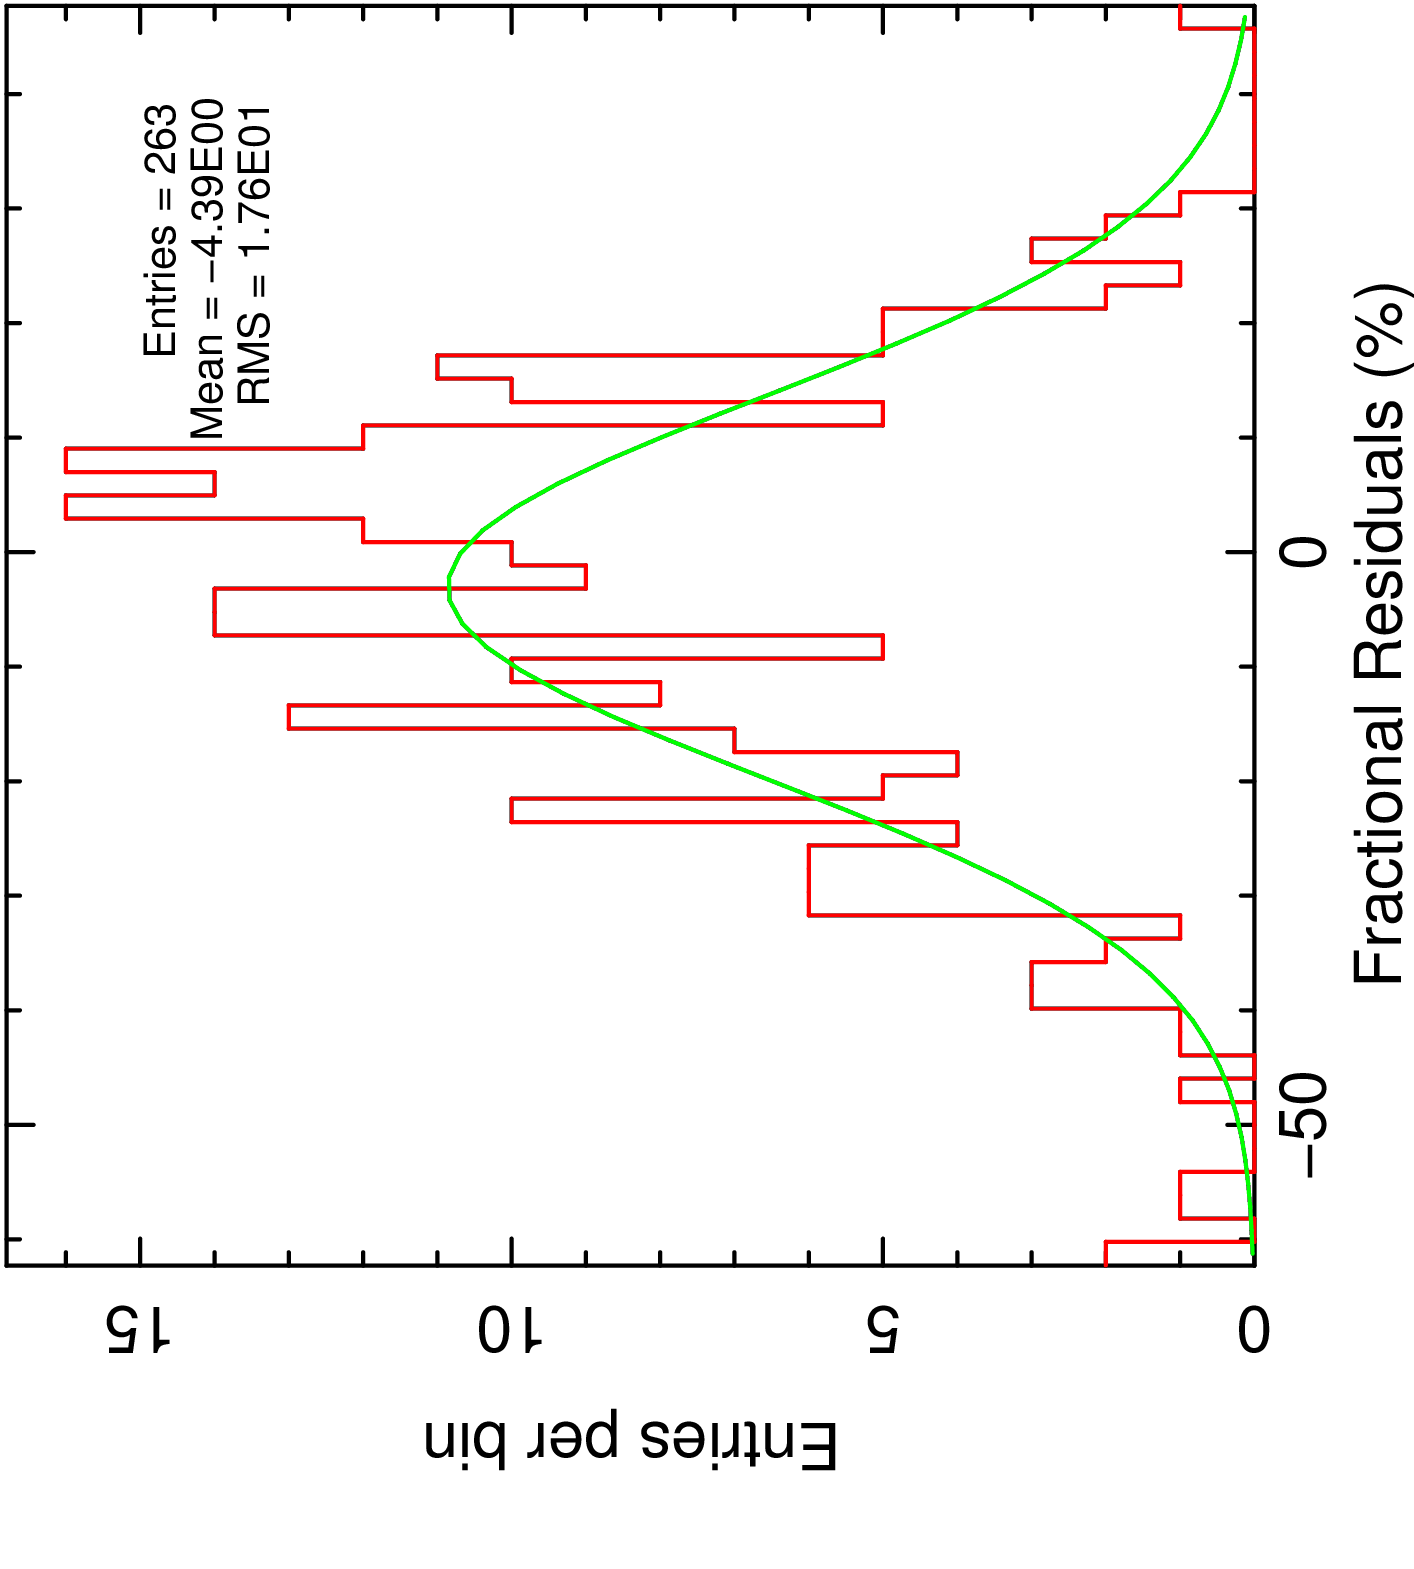 Entries = 263
Mean = −4.39E00
RMS = 1.76E01
15
10
5
0
Entries per bin
−50
0
Fractional Residuals (%)